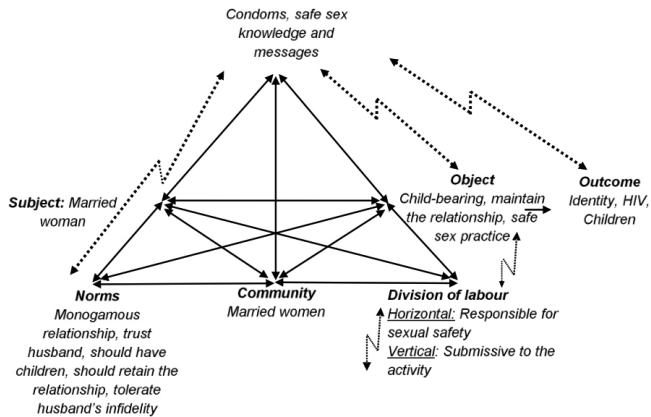 Condoms, safe sex
knowledge and
messages
Subject: Married
woman
Object
Child-bearing, maintain
the relationship, safe
sex practice
Outcome
Identity, HIV,
Children
Norms
Monogamous
relationship, trust
husband, should have
children, should retain the
relationship, tolerate
husband's infidelity
Community
Married women
Division of labour
Horizontal: Responsible for
sexual safety
Vertical: Submissive to the
activity